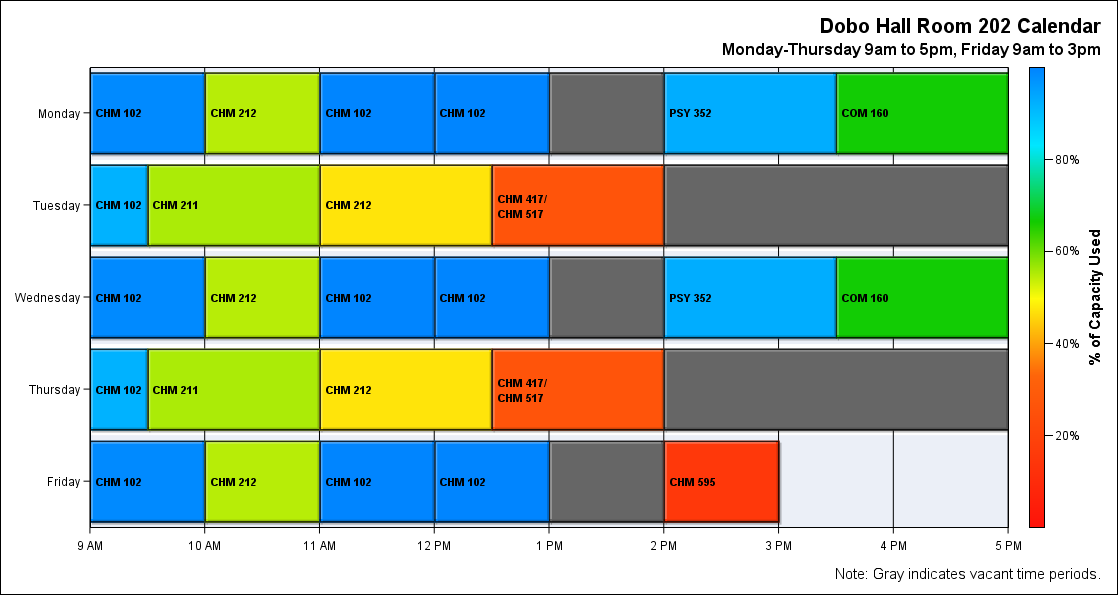 Dobo Hall Room 202 Calendar
Monday-Thursday 9am to 5pm, Friday 9am to 3pm
Monday
CHM 102
CHM 212
CHM 102
CHM 102
PSY 352
COM 160
Tuesday
CHM 102
CHM 211
CHM 212
CHM 417/
CHM 517
Wednesday
CHM 102
CHM 212
CHM 102
CHM 102
PSY 352
COM 160
Thursday
CHM 102
CHM 211
CHM 212
CHM 417/
CHM 517
Friday
CHM 102
CHM 212
CHM 102
CHM 102
CHM 595
9 AM
10 AM
11 AM
12 PM
1 PM
2 PM
3 PM
4 PM
5 PM
80%
60%
40%
20%
% of Capacity Used
Note: Gray indicates vacant time periods.